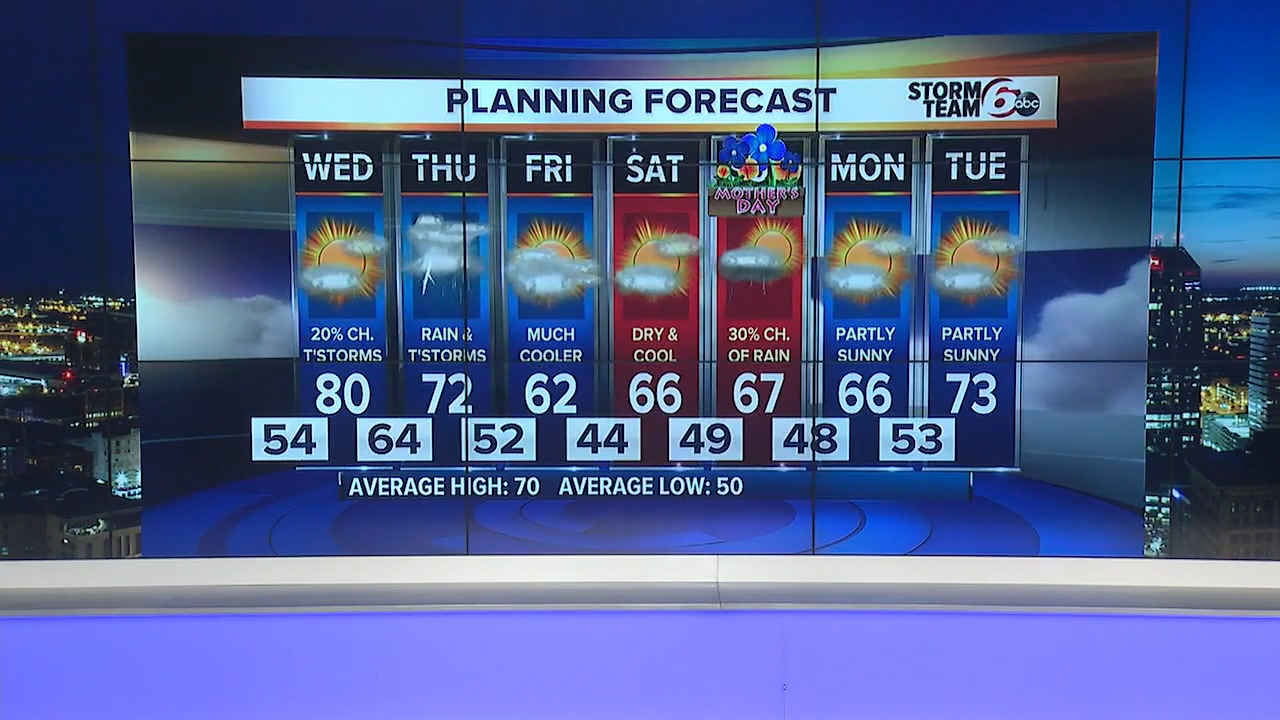 PLANNING FORECAST
STORM TEAM 6 abc
WED THU FRI SAT MOTHER'S DAY MON TUE
20% CH. T'STORMS
RAIN & T'STORMS
MUCH COOLER
DRY & COOL
30% CH. OF RAIN
PARTLY SUNNY
PARTLY SUNNY
80 72 62 66 67 66 73
54 64 52 44 49 48 53
AVERAGE HIGH: 70 AVERAGE LOW: 50